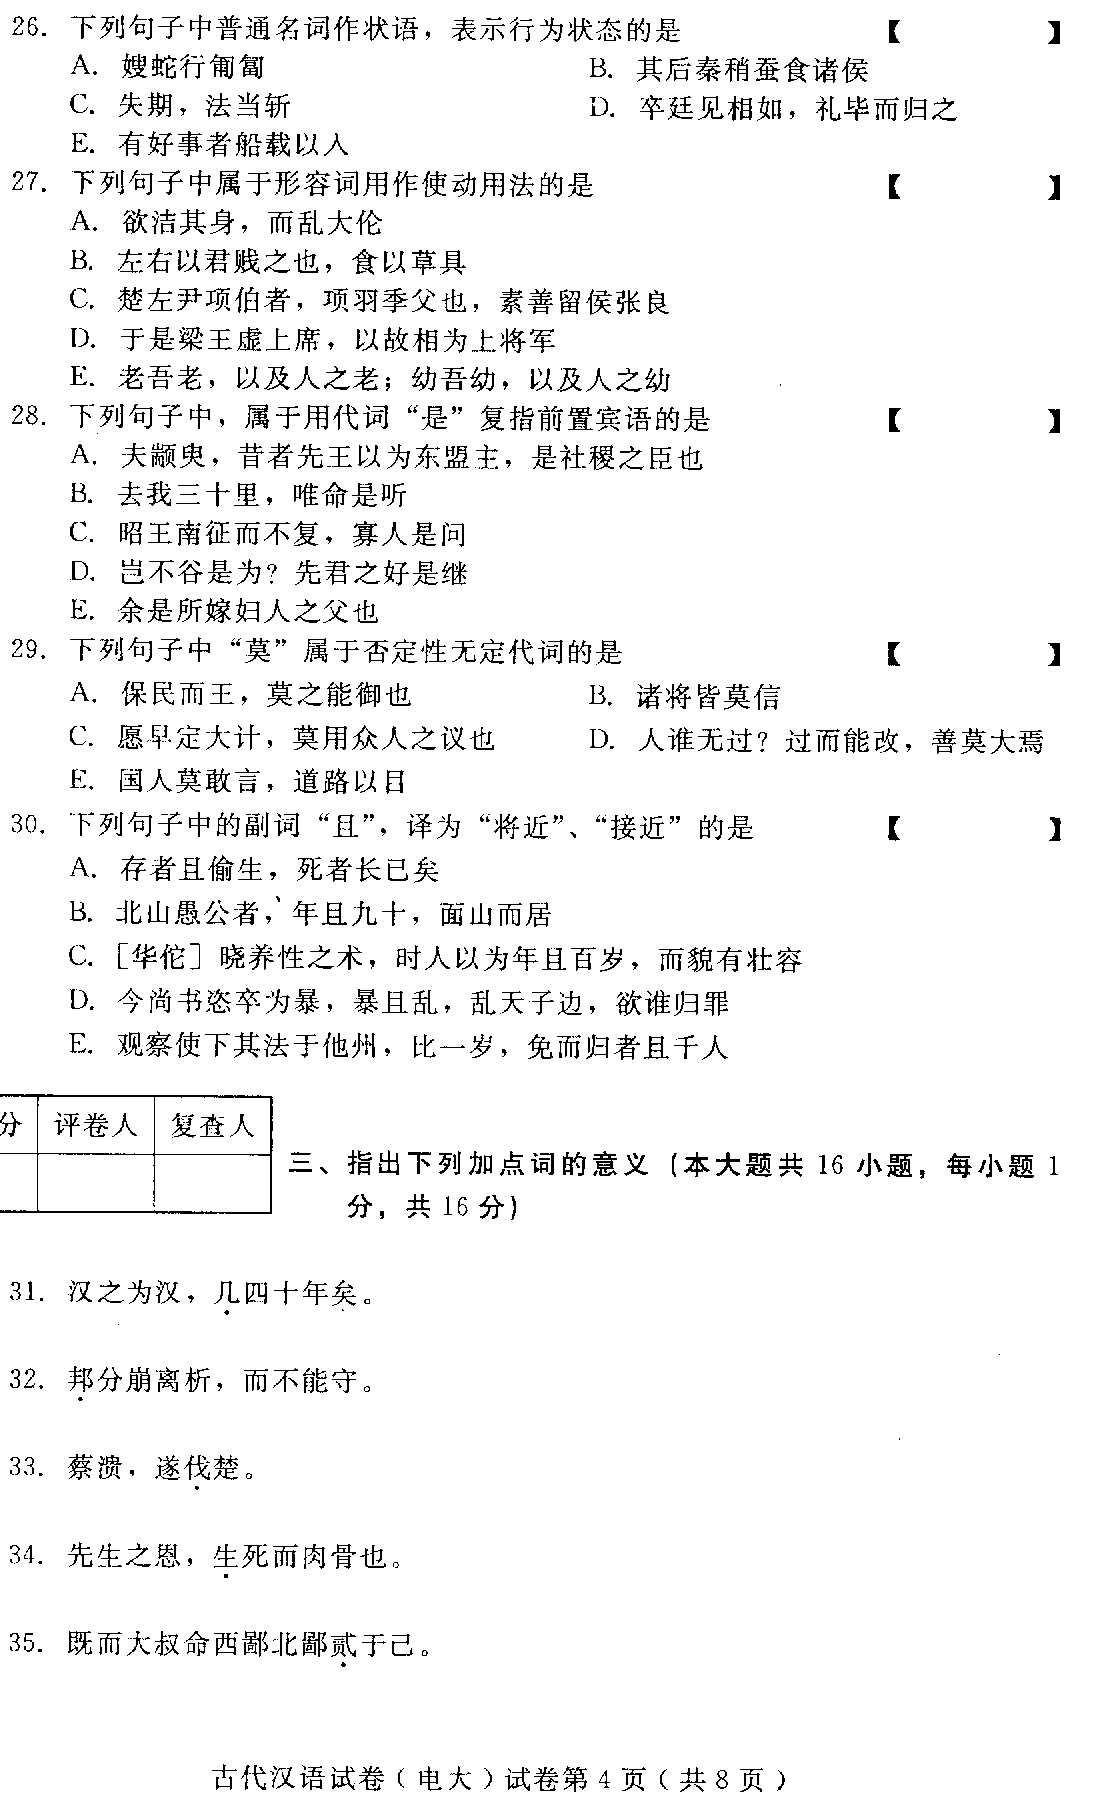 26. 下列句子中普通名词作状语，表示行为状态的是 【 】
A. 嫂蛇行匍匐 B. 其后秦稍蚕食诸侯
C. 失期，法当斩 D. 卒廷见相如，礼毕而归之
E. 有好事者船载以入
27. 下列句子中属于形容词用作使动用法的是 【 】
A. 欲洁其身，而乱大伦
B. 左右以君贱之也，食以草具
C. 楚左尹项伯者，项羽季父也，素善留侯张良
D. 于是梁王虚上席，以故相为上将军
E. 老吾老，以及人之老；幼吾幼，以及人之幼
28. 下列句子中，属于用代词“是”复指前置宾语的是 【 】
A. 夫颛臾，昔者先王以为东盟主，是社稷之臣也
B. 去我三十里，唯命是听
C. 昭王南征而不复，寡人是问
D. 岂不谷是为？先君之好是继
E. 余是所嫁妇人之父也
29. 下列句子中“莫”属于否定性无定代词的是 【 】
A. 保民而王，莫之能御也 B. 诸将皆莫信
C. 愿早定大计，莫用众人之议也 D. 人谁无过？过而能改，善莫大焉
E. 国人莫敢言，道路以目
30. 下列句子中的副词“且”，译为“将近”、“接近”的是 【 】
A. 存者且偷生，死者长已矣
B. 北山愚公者，年且九十，面山而居
C. ［华佗］晓养性之术，时人以为年且百岁，而貌有壮容
D. 今尚书恣卒为暴，暴且乱，乱天子边，欲谁归罪
E. 观察使下其法于他州，比一岁，免而归者且千人
分 评卷人 复查人
三、指出下列加点词的意义（本大题共 16 小题，每小题 1
分，共 16 分）
31. 汉之为汉，几四十年矣。
32. 邦分崩离析，而不能守。
33. 蔡溃，遂伐楚。
34. 先生之恩，生死而肉骨也。
35. 既而大叔命西鄙北鄙贰于己。
古代汉语试卷（电大）试卷第 4 页（共 8 页）